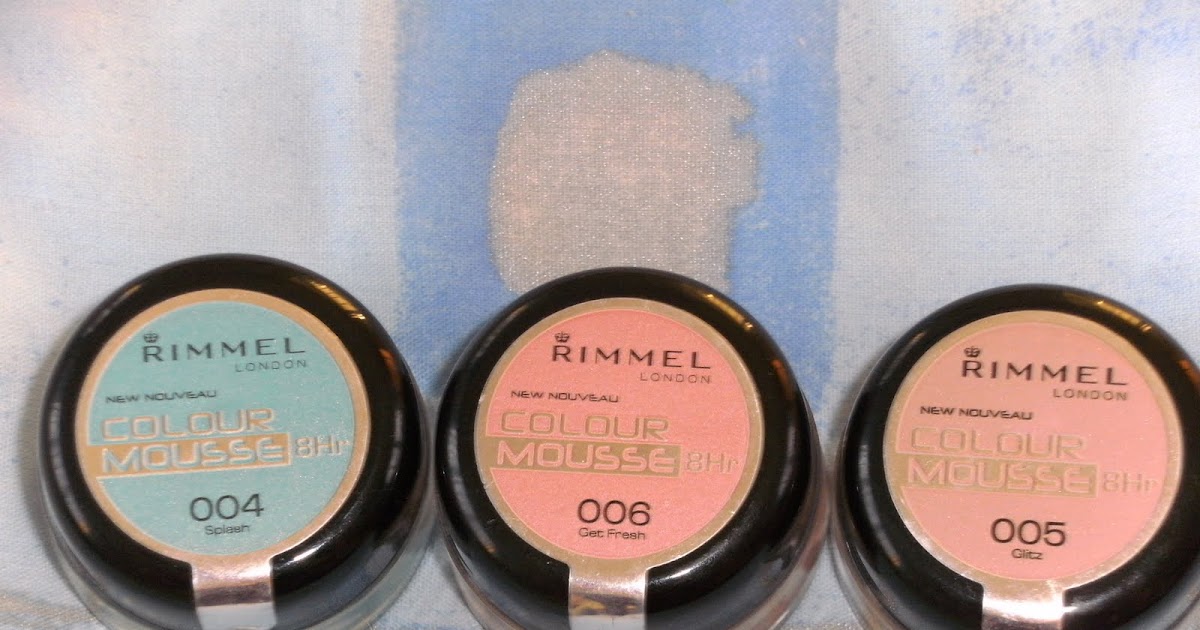 RIMMEL
LONDON
NEW NOUVEAU
COLOUR
MOUSSE 8Hr
004
Splash
RIMMEL
LONDON
NEW NOUVEAU
COLOUR
MOUSSE 8Hr
006
Get Fresh
RIMMEL
LONDON
NEW NOUVEAU
COLOUR
MOUSSE 8Hr
005
Glitz